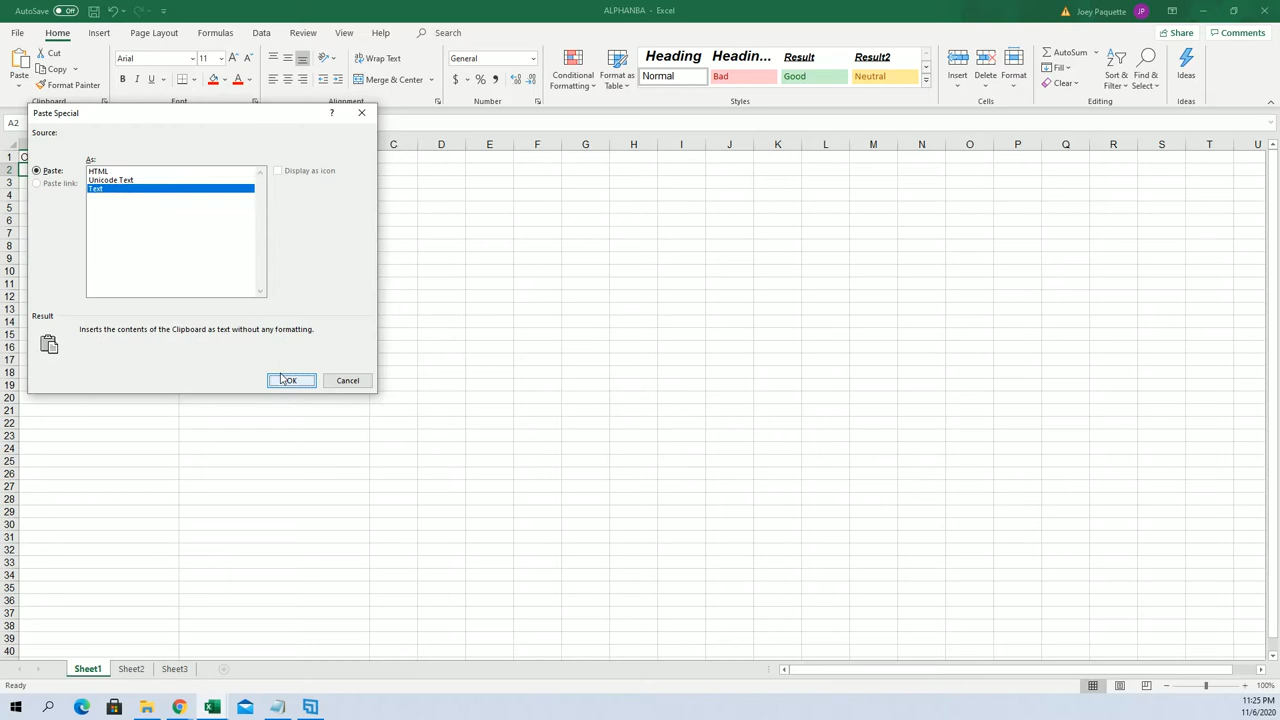 AutoSave Off
ALPHANBA - Excel
Joey Paquette JP
File Home Insert Page Layout Formulas Data Review View Help Search
Share Comments
Paste
Cut
Copy
Format Painter
Clipboard
Arial 11
B I U
Font
Wrap Text
Merge & Center
Alignment
General
$ % ,
Number
Conditional Formatting
Format as Table
Heading Headin... Result Result2
Normal Bad Good Neutral
Styles
Insert Delete Format
Cells
AutoSum
Fill
Clear
Sort & Filter
Find & Select
Editing
Ideas
Ideas
A2
Paste Special
?
Source:
As:
Paste:
Paste link:
HTML
Unicode Text
Text
Display as icon
Result
Inserts the contents of the Clipboard as text without any formatting.
OK Cancel
C D E F G H I J K L M N O P Q R S T U
1
2
3
4
5
6
7
8
9
10
11
12
13
14
15
16
17
18
19
20
21
22
23
24
25
26
27
28
29
30
31
32
33
34
35
36
37
38
39
40
Sheet1 Sheet2 Sheet3
Ready
100%
11:25 PM
11/6/2020